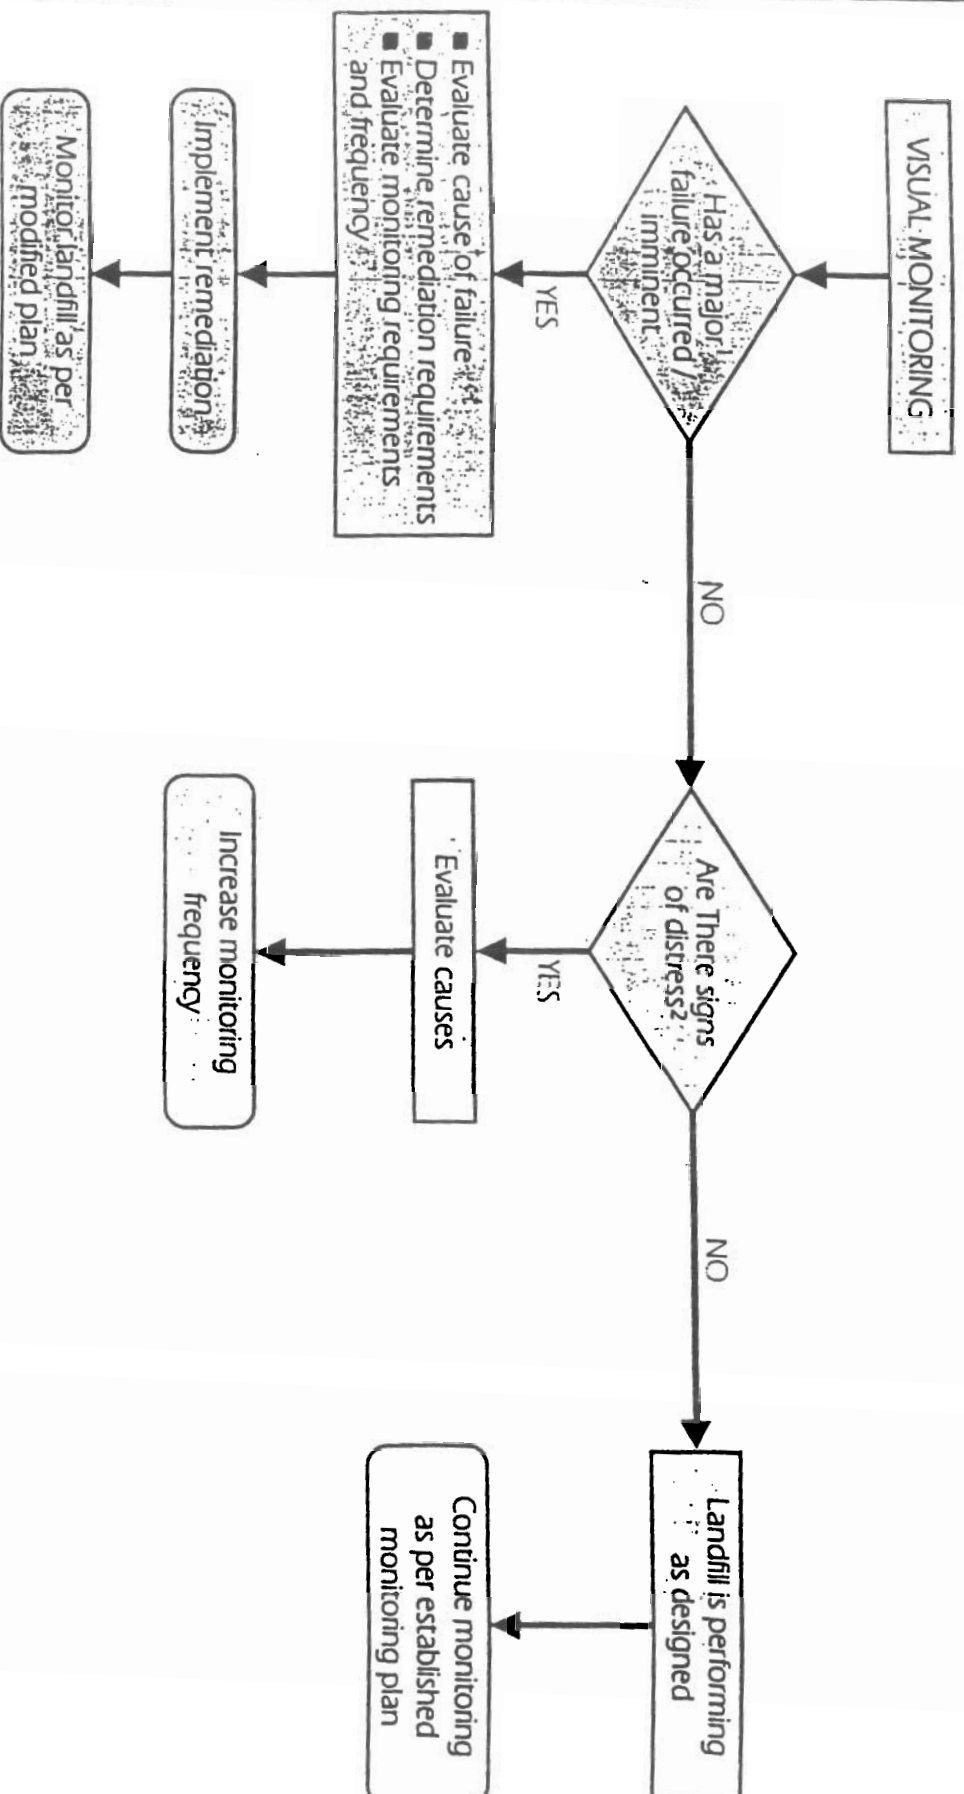 VISUAL MONITORING
Has a major¹
failure occurred /
imminent
NO
YES
■ Evaluate cause of failure
■ Determine remediation requirements
■ Evaluate monitoring requirements
and frequency
Implement remediation
Monitor landfill as per
modified plan
Are There signs
of distress²
NO
YES
Evaluate causes
Increase monitoring
frequency
Landfill is performing
as designed
Continue monitoring
as per established
monitoring plan